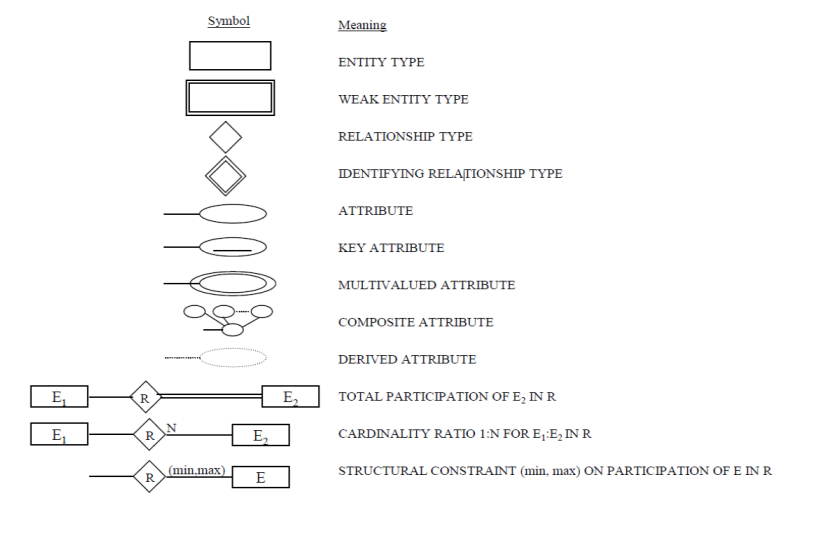 Symbol Meaning
ENTITY TYPE
WEAK ENTITY TYPE
RELATIONSHIP TYPE
IDENTIFYING RELATIONSHIP TYPE
ATTRIBUTE
KEY ATTRIBUTE
MULTIVALUED ATTRIBUTE
COMPOSITE ATTRIBUTE
DERIVED ATTRIBUTE
E₁ R E₂ TOTAL PARTICIPATION OF E₂ IN R
E₁ R N E₂ CARDINALITY RATIO 1:N FOR E₁:E₂ IN R
R (min,max) E STRUCTURAL CONSTRAINT (min, max) ON PARTICIPATION OF E IN R